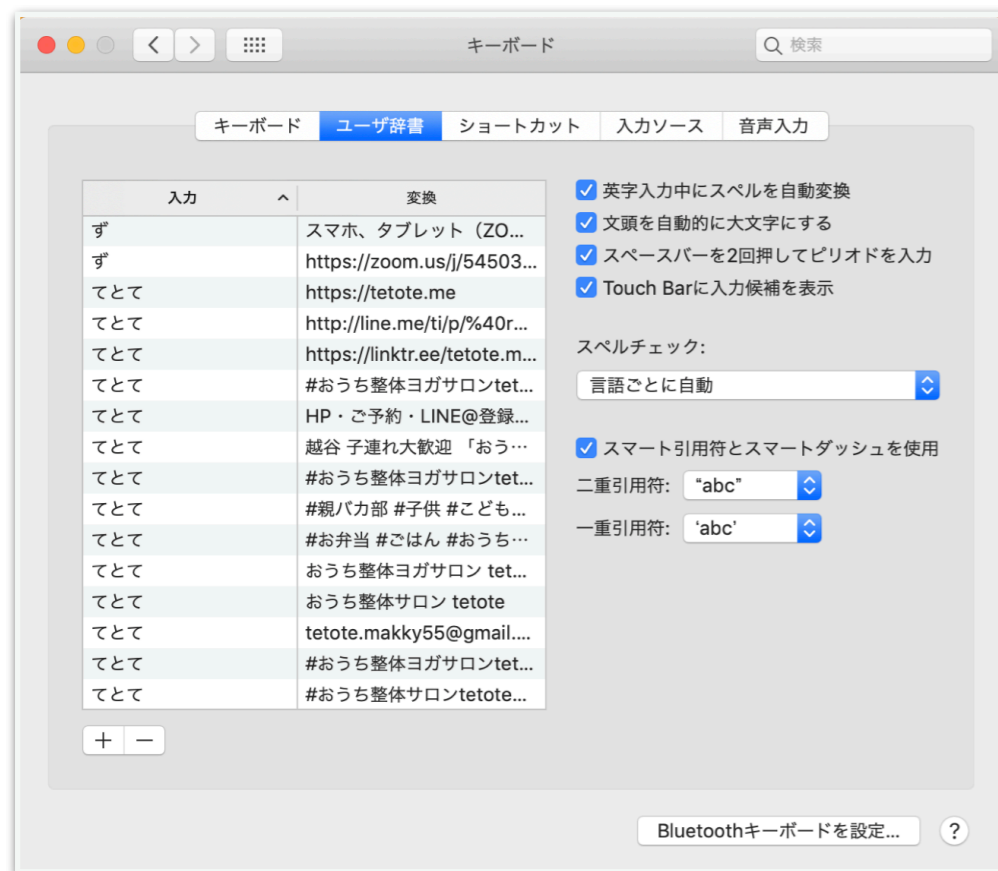 キーボード
検索
キーボード ユーザ辞書 ショートカット 入力ソース 音声入力
入力 変換
ず スマホ、タブレット（ZO...
ず https://zoom.us/j/54503...
てとて https://tetote.me
てとて http://line.me/ti/p/%40r...
てとて https://linktr.ee/tetote.m...
てとて #おうち整体ヨガサロンtet...
てとて HP・ご予約・LINE@登録...
てとて 越谷 子連れ大歓迎 「おう…
てとて #おうち整体ヨガサロンtet...
てとて #親バカ部 #子供 #こども...
てとて #お弁当 #ごはん #おうち…
てとて おうち整体ヨガサロン tet...
てとて おうち整体サロン tetote
てとて tetote.makky55@gmail....
てとて #おうち整体ヨガサロンtet...
てとて #おうち整体サロンtetote...
+ −
英字入力中にスペルを自動変換
文頭を自動的に大文字にする
スペースバーを2回押してピリオドを入力
Touch Barに入力候補を表示
スペルチェック:
言語ごとに自動
スマート引用符とスマートダッシュを使用
二重引用符: “abc”
一重引用符: ‘abc’
Bluetoothキーボードを設定... ?